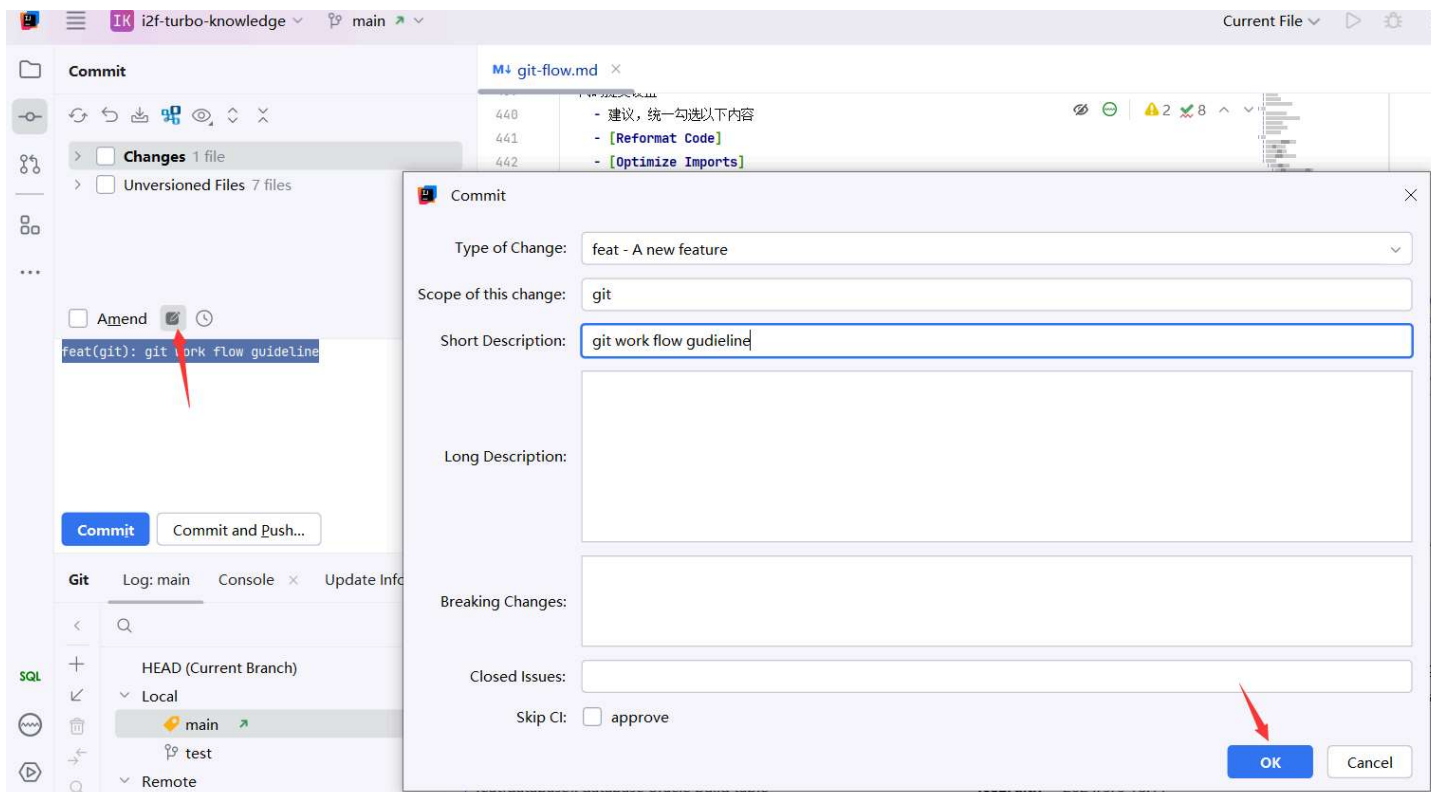 IK i2f-turbo-knowledge main Current File
Commit
M↓ git-flow.md
440 - 建议，统一勾选以下内容
2 8
441 - [Reformat Code]
442 - [Optimize Imports]
Changes 1 file
Unversioned Files 7 files
Amend
feat(git): git work flow guideline
Commit Commit and Push...
Commit
Type of Change: feat - A new feature
Scope of this change: git
Short Description: git work flow gudieline
Long Description:
Breaking Changes:
Closed Issues:
Skip CI: approve
OK Cancel
Git Log: main Console Update Info
HEAD (Current Branch)
SQL
Local
main
test
Remote